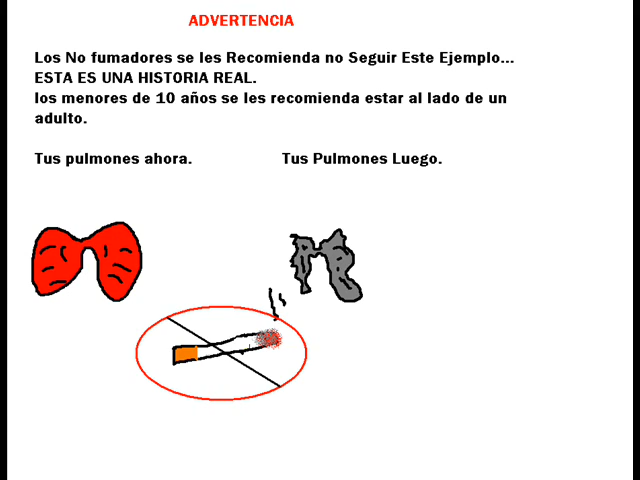 ADVERTENCIA
Los No fumadores se les Recomienda no Seguir Este Ejemplo...
ESTA ES UNA HISTORIA REAL.
los menores de 10 años se les recomienda estar al lado de un
adulto.
Tus pulmones ahora. Tus Pulmones Luego.